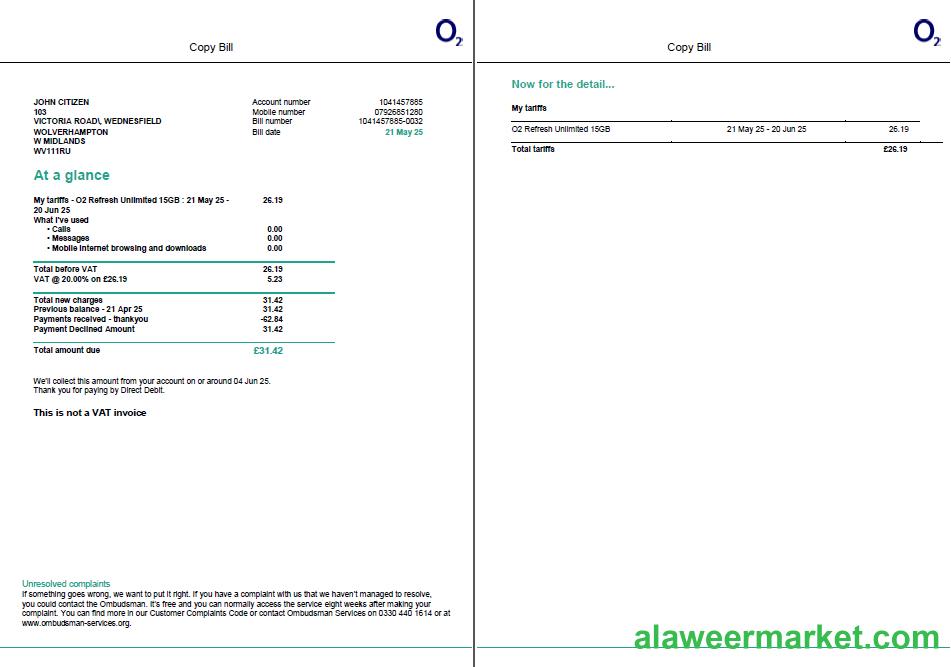 O2
Copy Bill
JOHN CITIZEN
103
VICTORIA ROAD\, WEDNESFIELD
WOLVERHAMPTON
W MIDLANDS
WV111RU
Account number 1041457885
Mobile number 07926851280
Bill number 1041457885-0032
Bill date 21 May 25
At a glance
My tariffs - O2 Refresh Unlimited 15GB : 21 May 25 - 26.19
20 Jun 25
What I've used
• Calls 0.00
• Messages 0.00
• Mobile Internet browsing and downloads 0.00
Total before VAT 26.19
VAT @ 20.00% on £26.19 5.23
Total new charges 31.42
Previous balance - 21 Apr 25 31.42
Payments received - thankyou -62.84
Payment Declined Amount 31.42
Total amount due £31.42
We'll collect this amount from your account on or around 04 Jun 25.
Thank you for paying by Direct Debit.
This is not a VAT invoice
Unresolved complaints
If something goes wrong, we want to put it right. If you have a complaint with us that we haven't managed to resolve,
you could contact the Ombudsman. It's free and you can normally access the service eight weeks after making your
complaint. You can find more in our Customer Complaints Code or contact Ombudsman Services on 0330 440 1614 or at
www.ombudsman-services.org.
O2
Copy Bill
Now for the detail...
My tariffs
O2 Refresh Unlimited 15GB 21 May 25 - 20 Jun 25 26.19
Total tariffs £26.19
alaweermarket.com